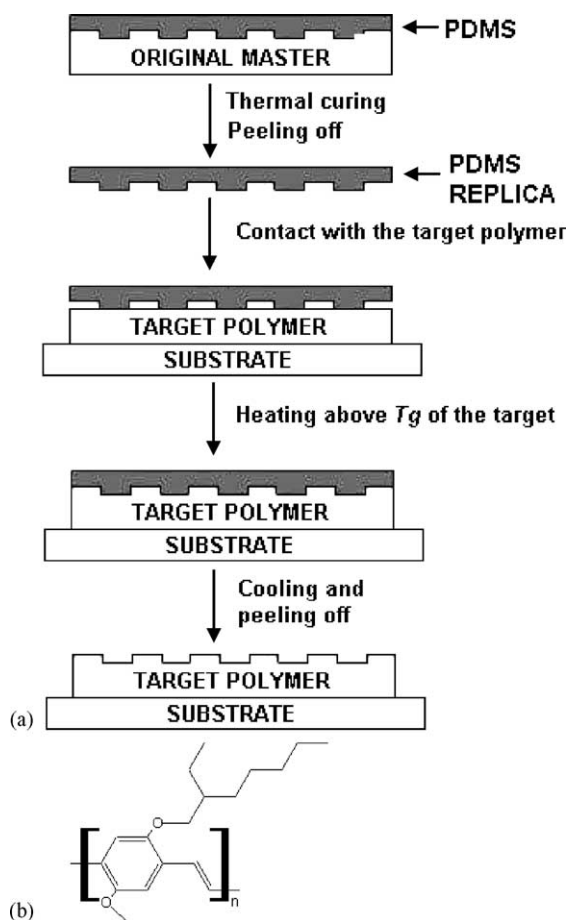 PDMS
ORIGINAL MASTER
Thermal curing
Peeling off
PDMS
REPLICA
Contact with the target polymer
TARGET POLYMER
SUBSTRATE
Heating above Tg of the target
TARGET POLYMER
SUBSTRATE
Cooling and
peeling off
TARGET POLYMER
SUBSTRATE
(a)
O
n
O
(b)